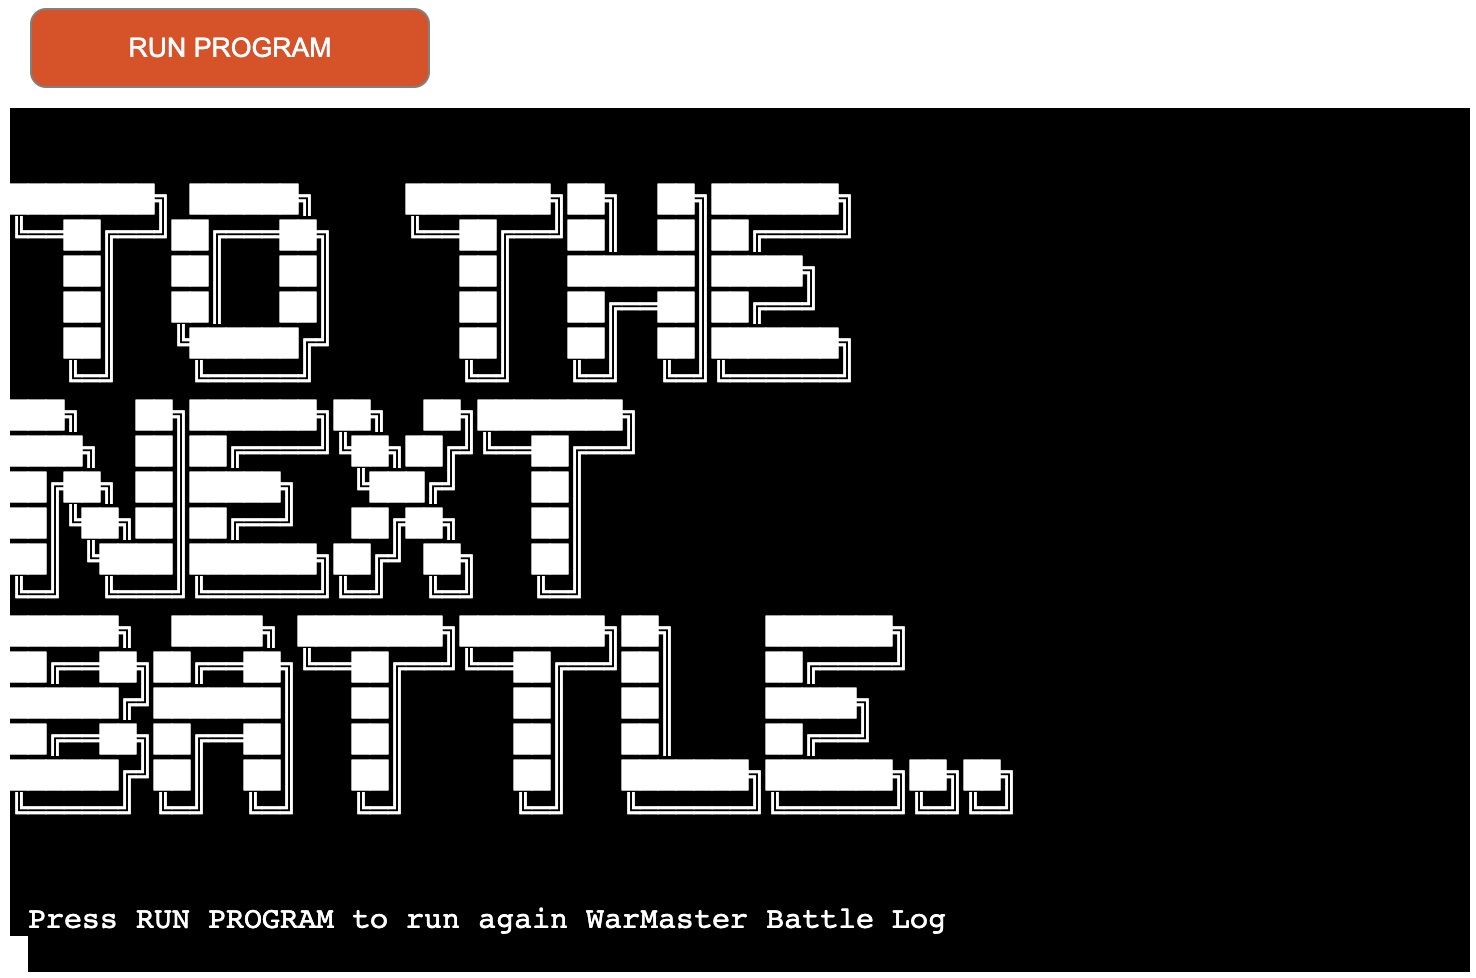 RUN PROGRAM
TO THE
NEXT
BATTLE..
Press RUN PROGRAM to run again WarMaster Battle Log